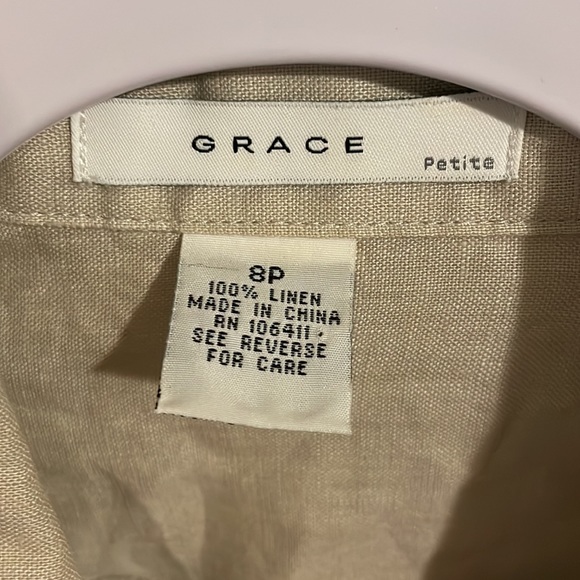 GRACE
Petite
8P
100% LINEN
MADE IN CHINA
RN 106411
SEE REVERSE
FOR CARE